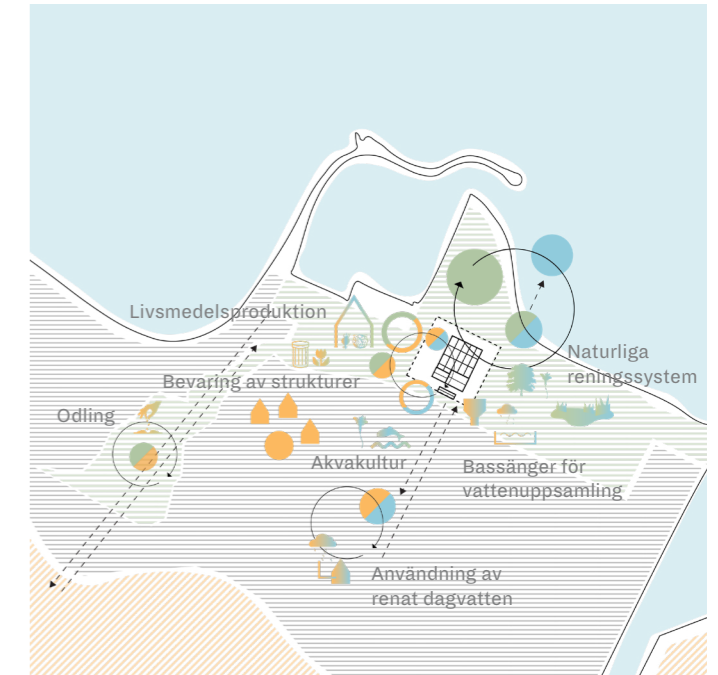 Livsmedelsproduktion
Naturliga
reningssystem
Bevaring av strukturer
Odling
Akvakultur
Bassänger för
vattenuppsamling
Användning av
renat dagvatten